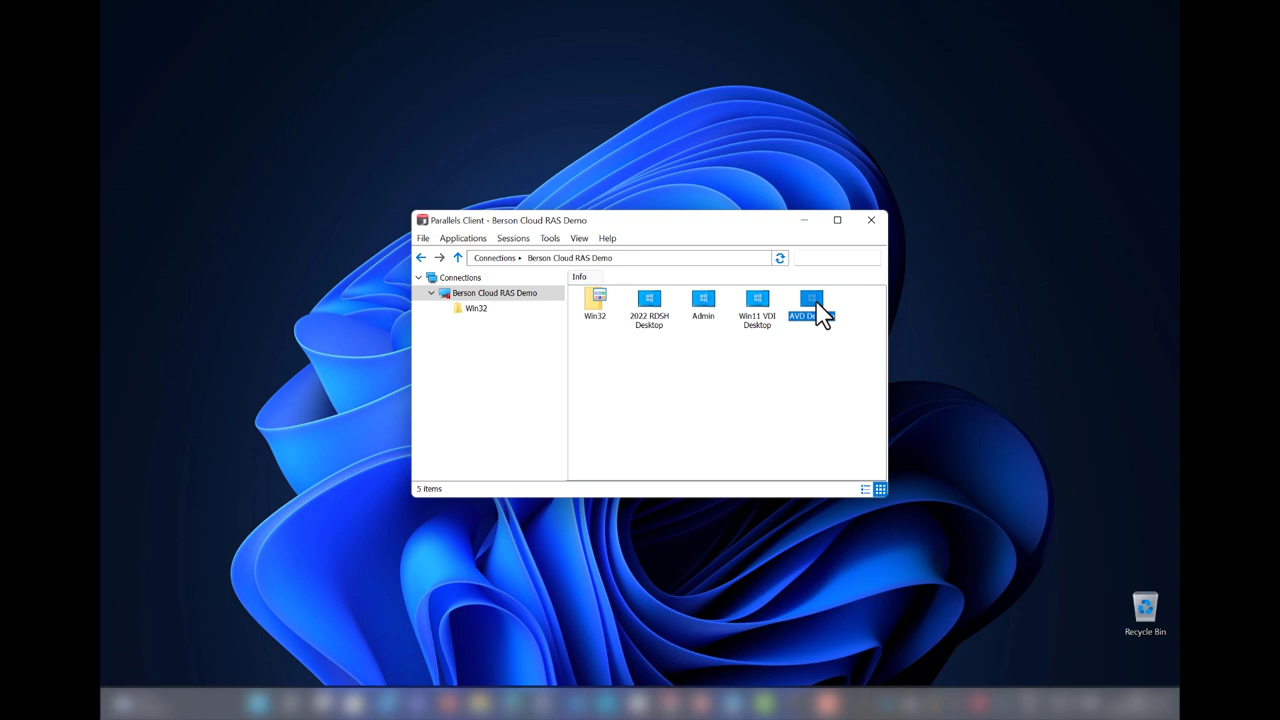 Parallels Client - Berson Cloud RAS Demo
File Applications Sessions Tools View Help
Connections ▸ Berson Cloud RAS Demo
Connections
Berson Cloud RAS Demo
Win32
Info
Win32
2022 RDSH
Desktop
Admin
Win11 VDI
Desktop
AVD
5 items
Recycle Bin